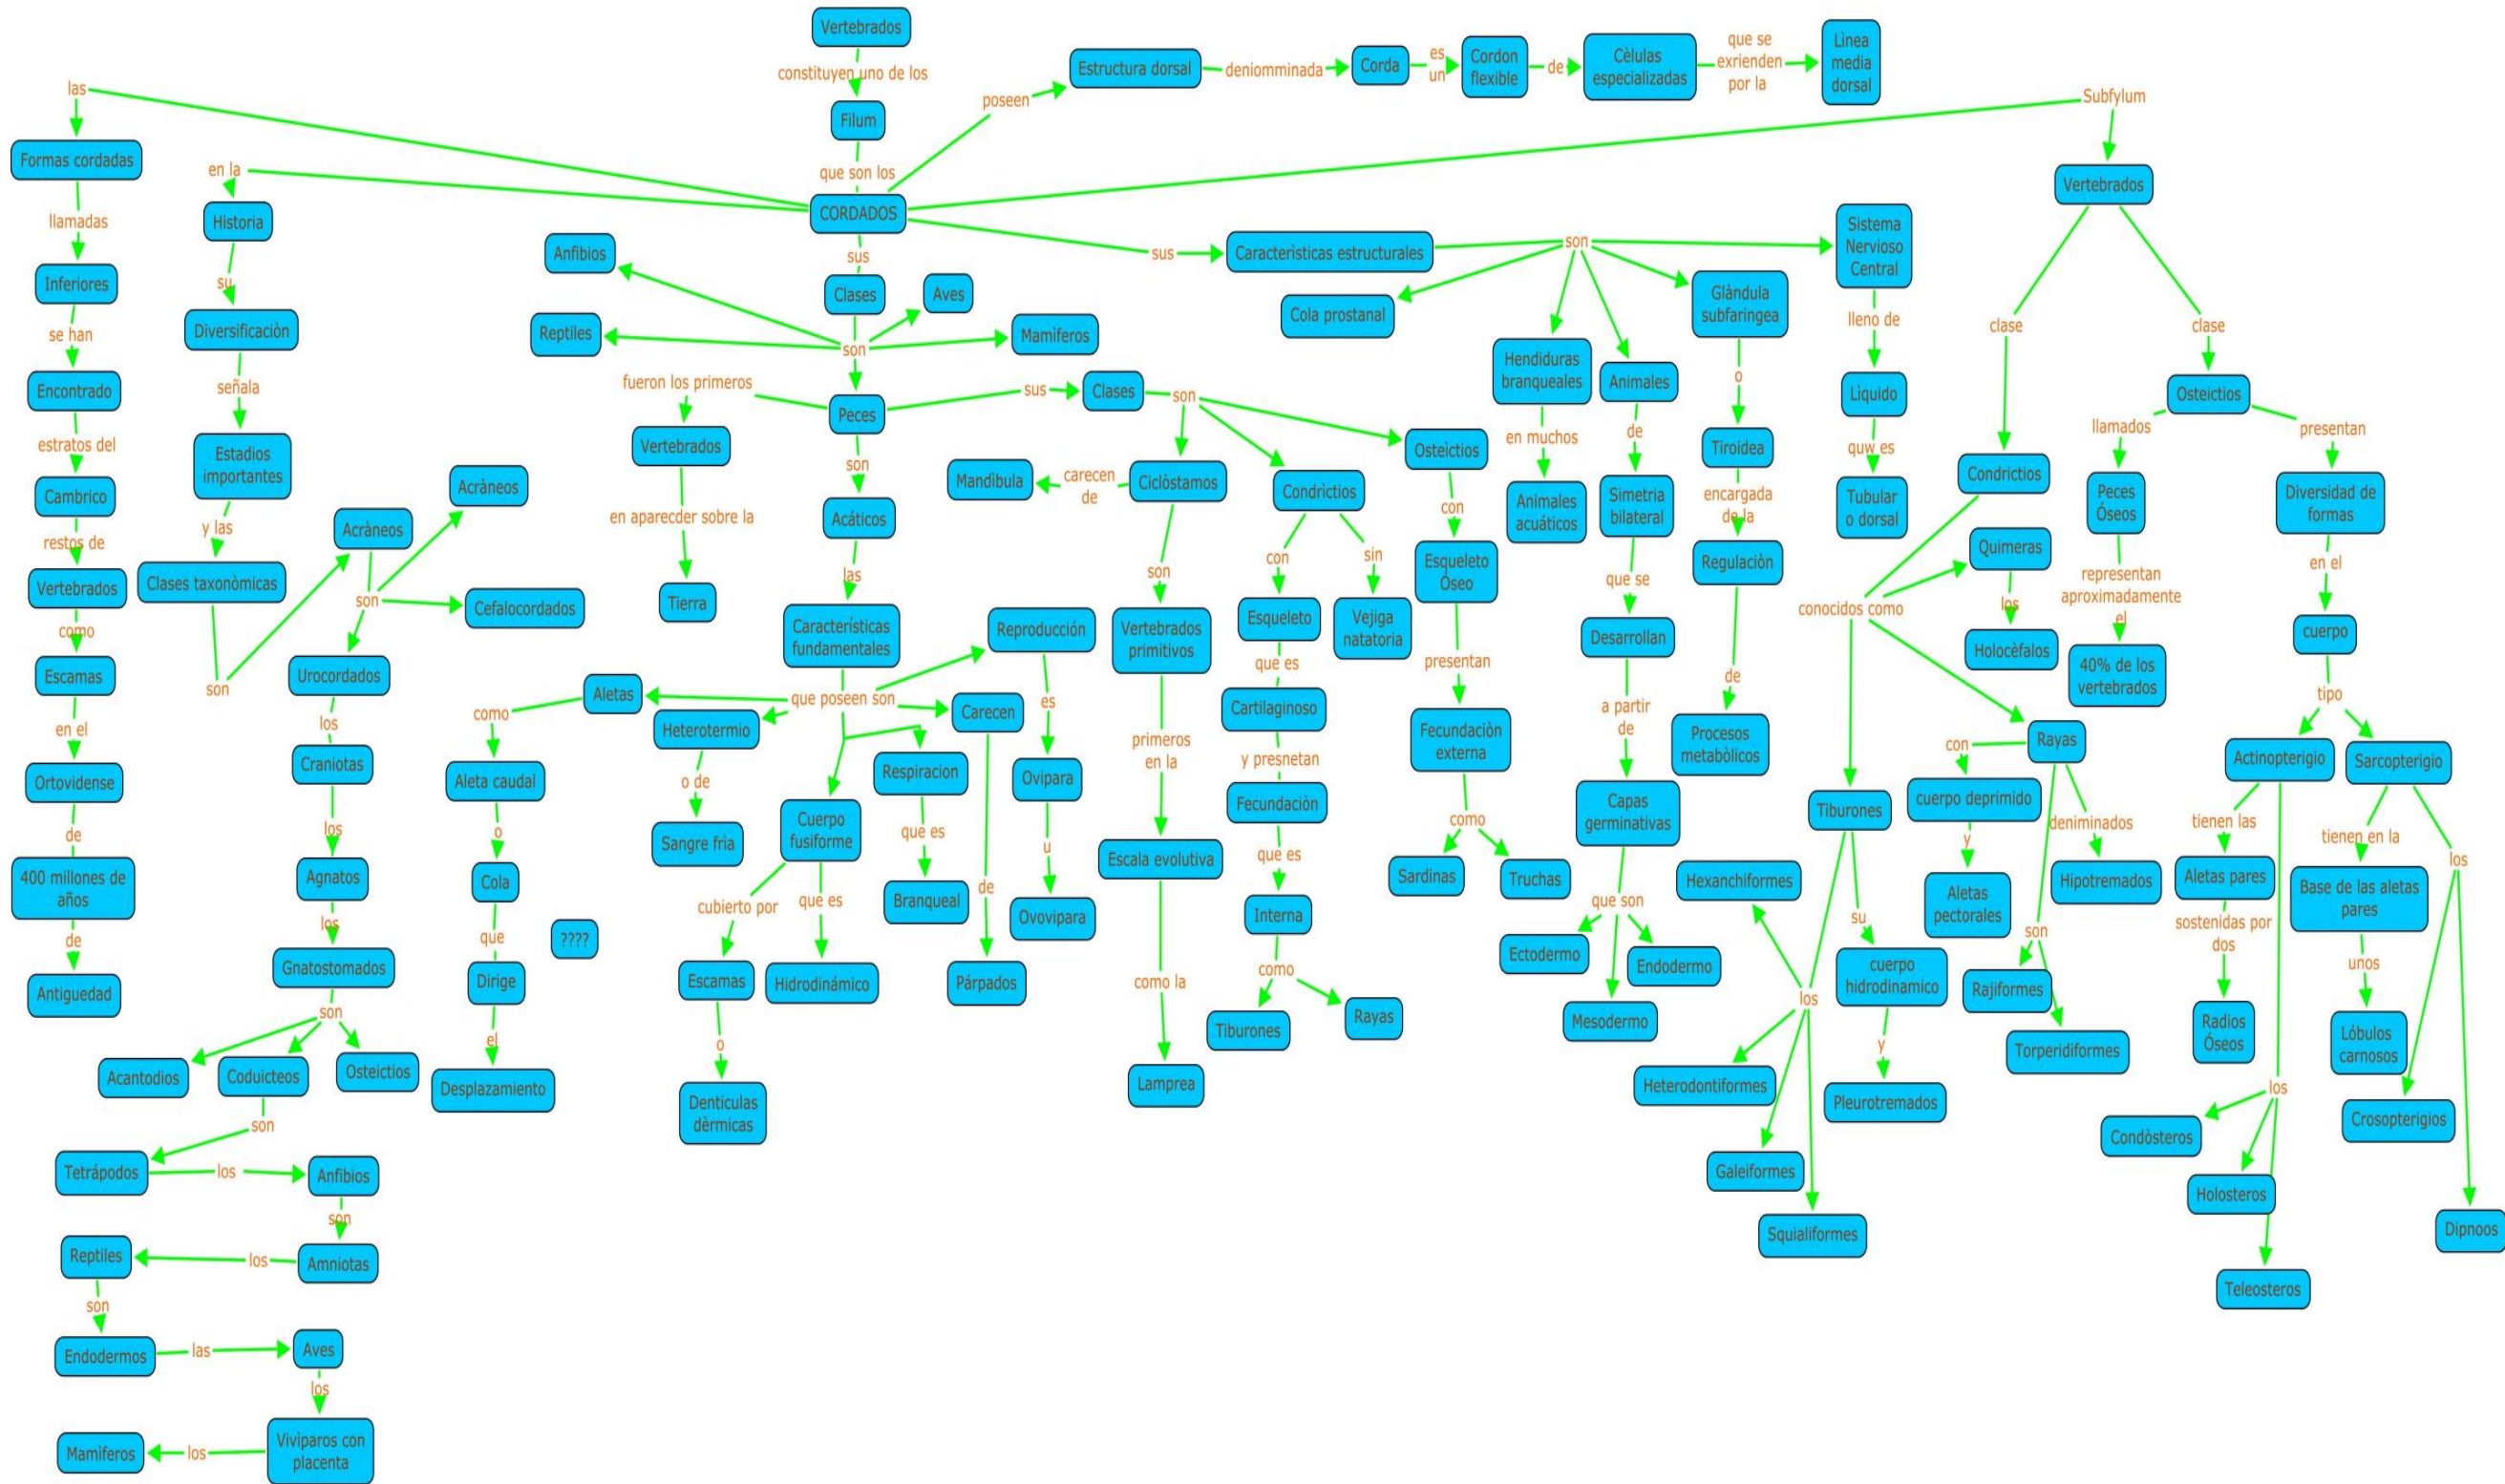 Vertebrados
constituyen uno de los
Filum
que son los
CORDADOS
poseen
Estructura dorsal
deniomminada
Corda
es
un
Cordon
flexible
de
Cèlulas
especializadas
que se
exrienden
por la
Lìnea
media
dorsal
las
Formas cordadas
llamadas
Inferiores
se han
Encontrado
estratos del
Cambrico
restos de
Vertebrados
como
Escamas
en el
Ortovidense
de
400 millones de
años
de
Antiguedad
en la
Historia
su
Diversificaciòn
señala
Estadios
importantes
y las
Clases taxonòmicas
son
Acràneos
son
Acràneos
Cefalocordados
Urocordados
los
Craniotas
los
Agnatos
los
Gnatostomados
son
Acantodios
Coduicteos
Osteictios
son
Tetrápodos
los
Anfibios
son
Amniotas
los
Reptiles
son
Endodermos
las
Aves
los
Vivìparos con
placenta
los
Mamìferos
sus
Clases
son
Anfibios
Reptiles
Aves
Mamìferos
Peces
fueron los primeros
Vertebrados
en aparecder sobre la
Tierra
son
Acáticos
las
Características
fundamentales
que poseen son
Aletas
como
Aleta caudal
o
Cola
que
Dirige
el
Desplazamiento
????
Heterotermio
o de
Sangre frìa
Cuerpo
fusiforme
cubierto por
Escamas
o
Denticulas
dèrmicas
que es
Hidrodinámico
Respiracion
que es
Branqueal
Carecen
de
Párpados
Reproducción
es
Ovipara
u
Ovovipara
sus
Clases
son
Ciclòstamos
carecen
de
Mandìbula
son
Vertebrados
primitivos
primeros
en la
Escala evolutiva
como la
Lamprea
Condrìctios
con
Esqueleto
que es
Cartilaginoso
y presnetan
Fecundaciòn
que es
Interna
como
Tiburones
Rayas
sin
Vejiga
natatoria
Osteìctios
con
Esqueleto
Óseo
presentan
Fecundaciòn
externa
como
Sardinas
Truchas
sus
Caracterìsticas estructurales
son
Cola prostanal
Hendiduras
branqueales
en muchos
Animales
acuáticos
Animales
de
Simetria
bilateral
que se
Desarrollan
a partir
de
Capas
germinativas
que son
Ectodermo
Mesodermo
Endodermo
Glàndula
subfaringea
o
Tiroidea
encargada
de la
Regulaciòn
de
Procesos
metabòlicos
Sistema
Nervioso
Central
lleno de
Lìquido
quw es
Tubular
o dorsal
Subfylum
Vertebrados
clase
Condrictios
conocidos como
Quimeras
los
Holocèfalos
Tiburones
los
Hexanchiformes
Heterodontiformes
Galeiformes
Squialiformes
su
cuerpo
hidrodinamico
y
Pleurotremados
Rayas
con
cuerpo deprimido
y
Aletas
pectorales
son
Rajiformes
Torperidiformes
deniminados
Hipotremados
clase
Osteictios
llamados
Peces
Óseos
representan
aproximadamente
el
40% de los
vertebrados
presentan
Diversidad de
formas
en el
cuerpo
tipo
Actinopterigio
tienen las
Aletas pares
sostenidas por
dos
Radios
Óseos
los
Condòsteros
Holosteros
Teleosteros
Sarcopterigio
tienen en la
Base de las aletas
pares
unos
Lóbulos
carnosos
los
Crosopterigios
Dipnoos